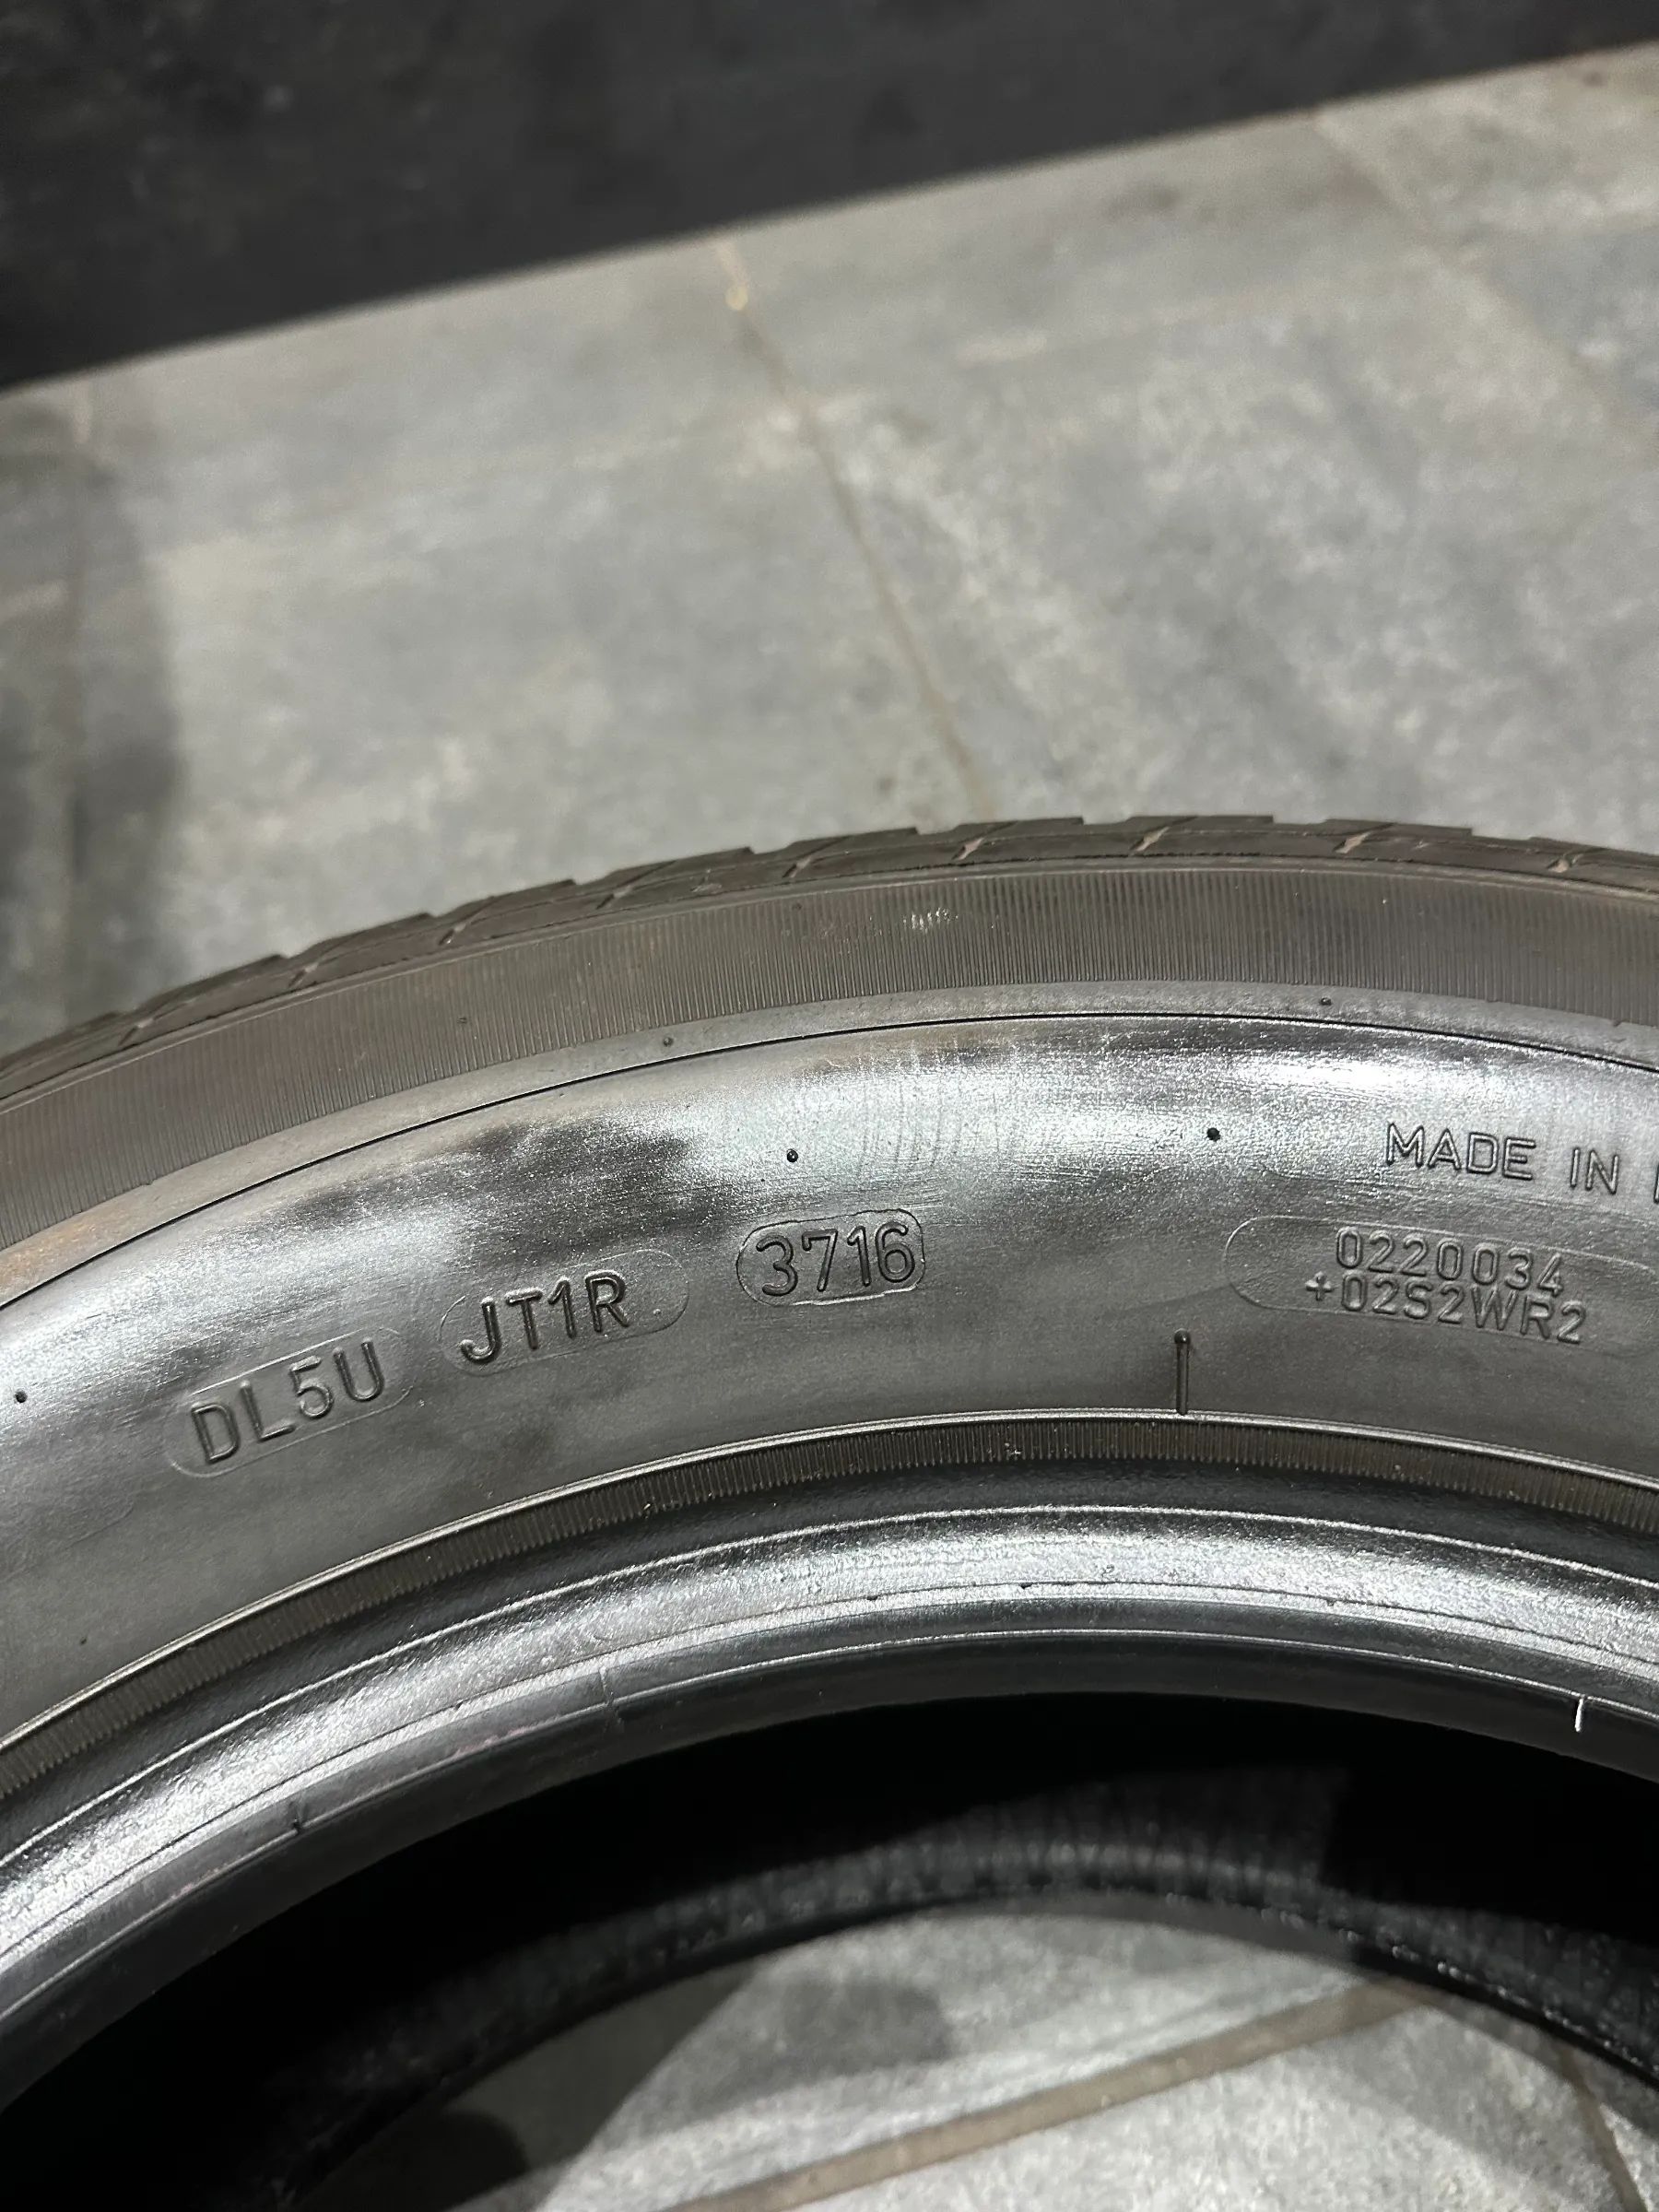 DL5U JT1R 3716
MADE IN
0220034
+02S2WR2